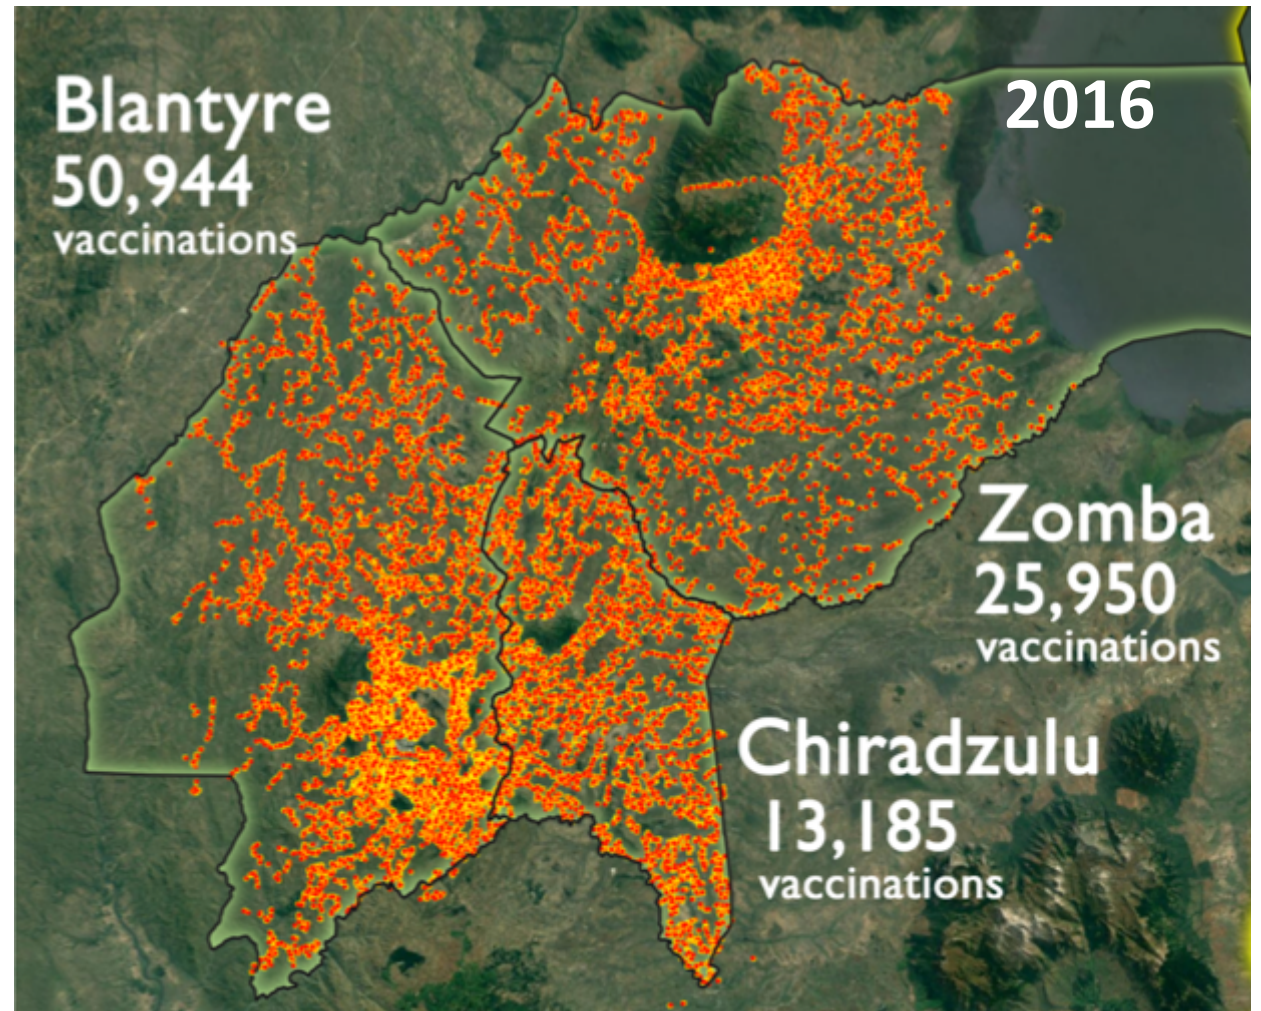 Blantyre
50,944
vaccinations
2016
Zomba
25,950
vaccinations
Chiradzulu
13,185
vaccinations